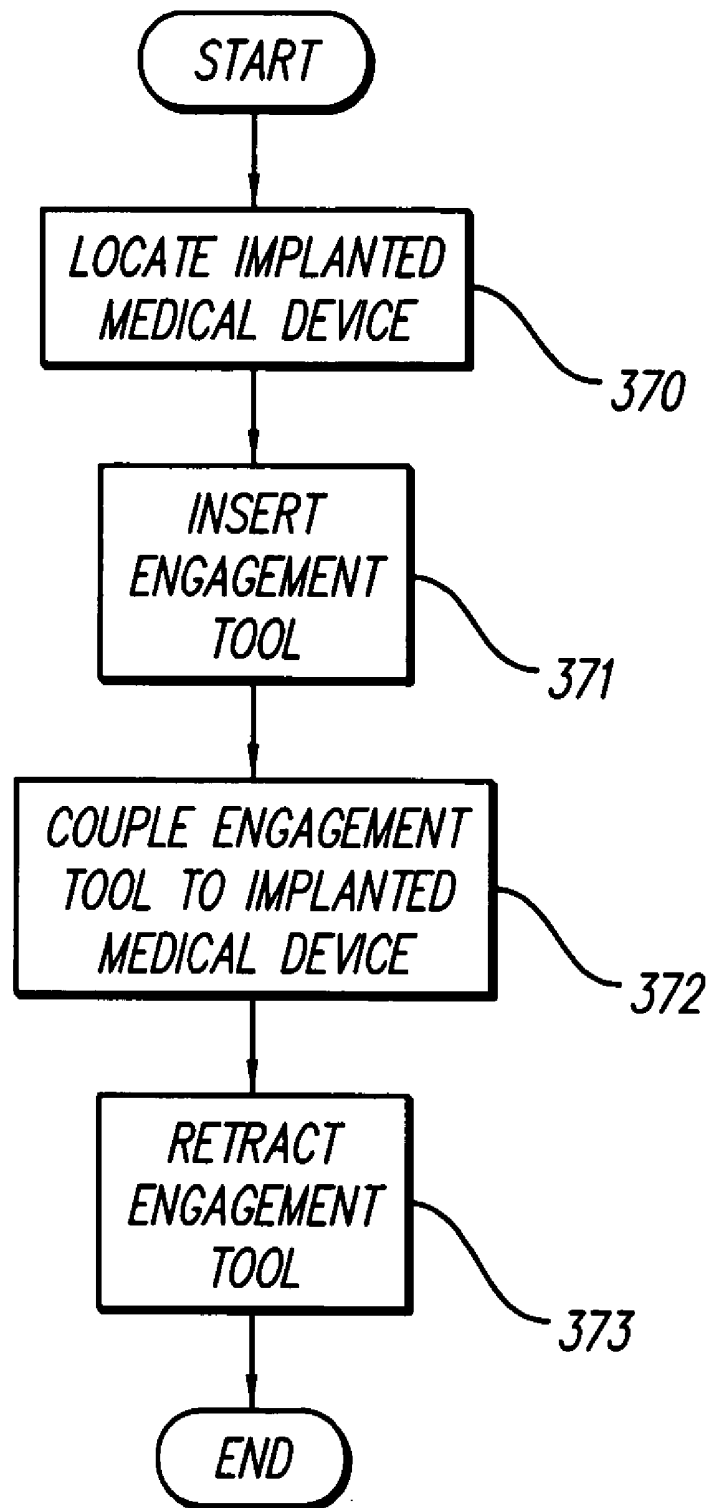 START
LOCATE IMPLANTED
MEDICAL DEVICE
370
INSERT
ENGAGEMENT
TOOL
371
COUPLE ENGAGEMENT
TOOL TO IMPLANTED
MEDICAL DEVICE
372
RETRACT
ENGAGEMENT
TOOL
373
END